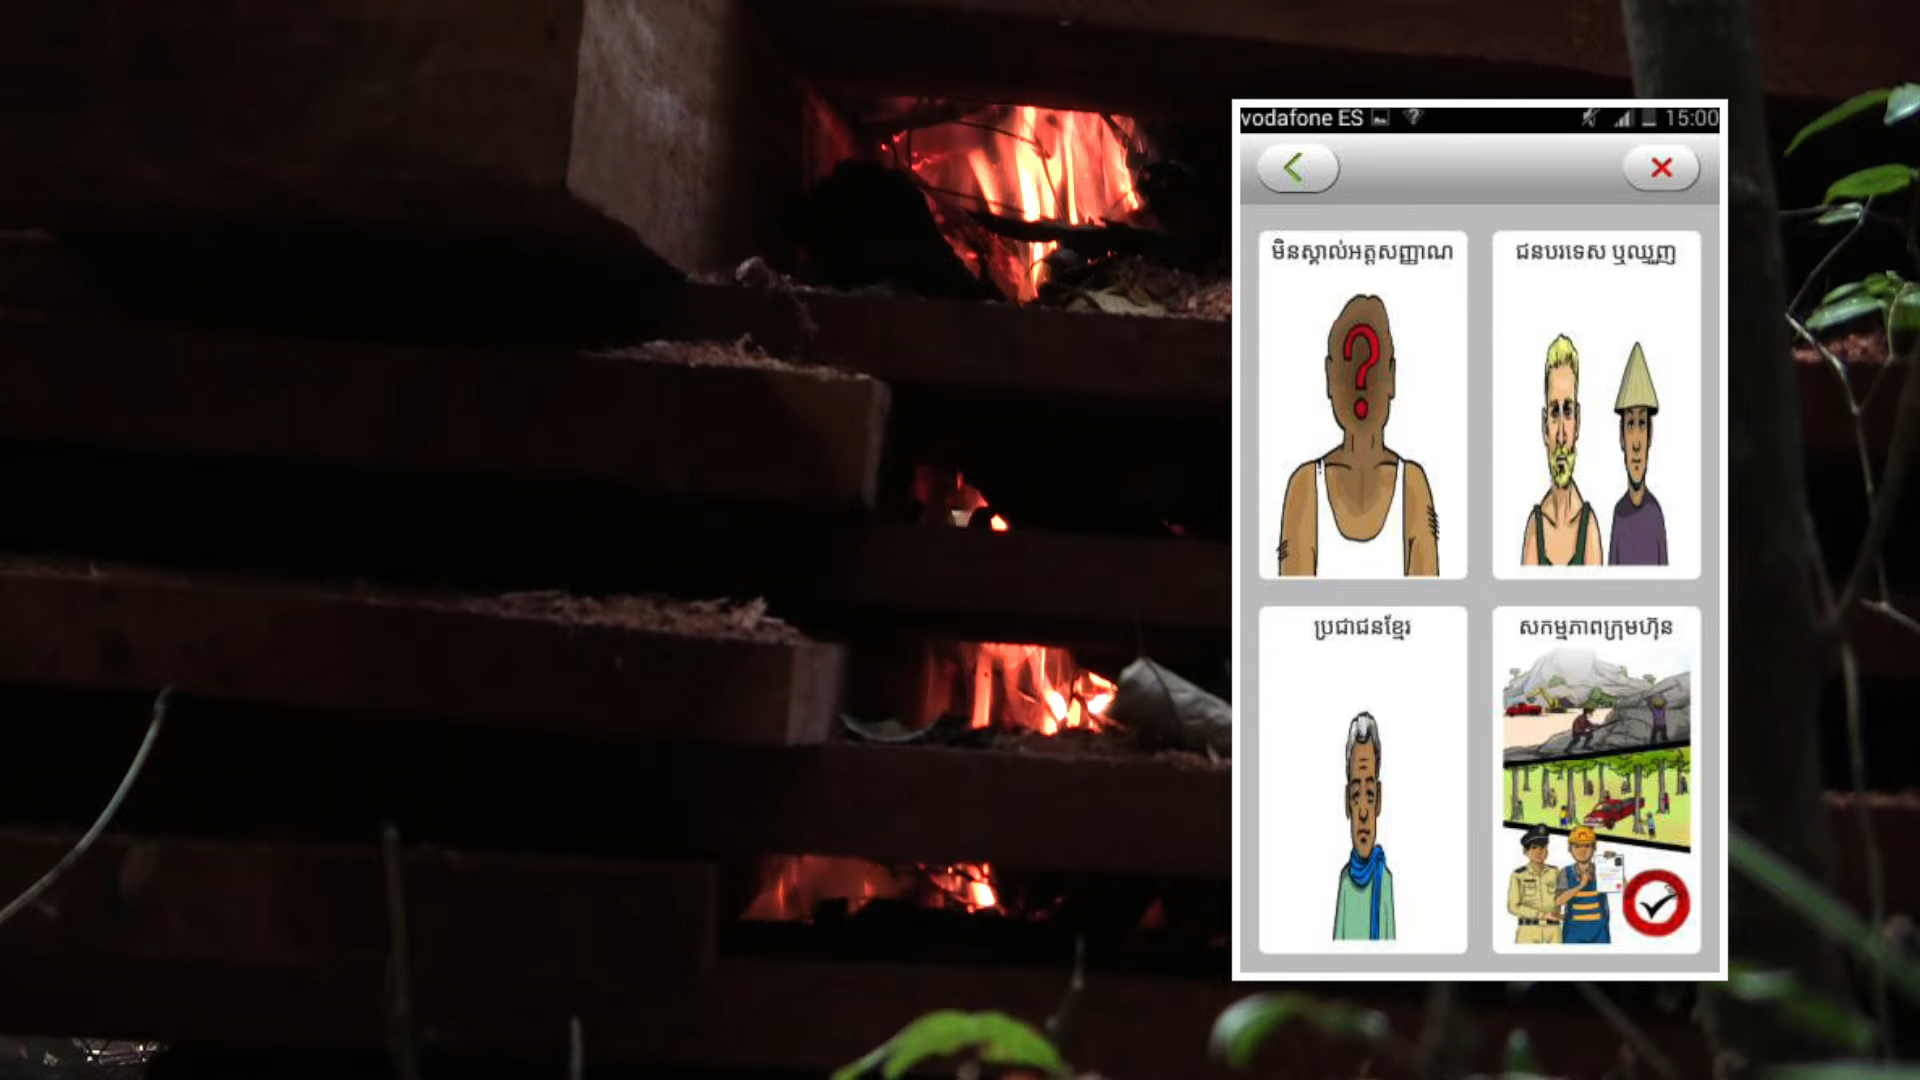 vodafone ES
15:00
មិនស្គាល់អត្តសញ្ញាណ
ជនបរទេស ឬឈ្មួញ
ប្រជាជនខ្មែរ
សកម្មភាពក្រុមហ៊ុន